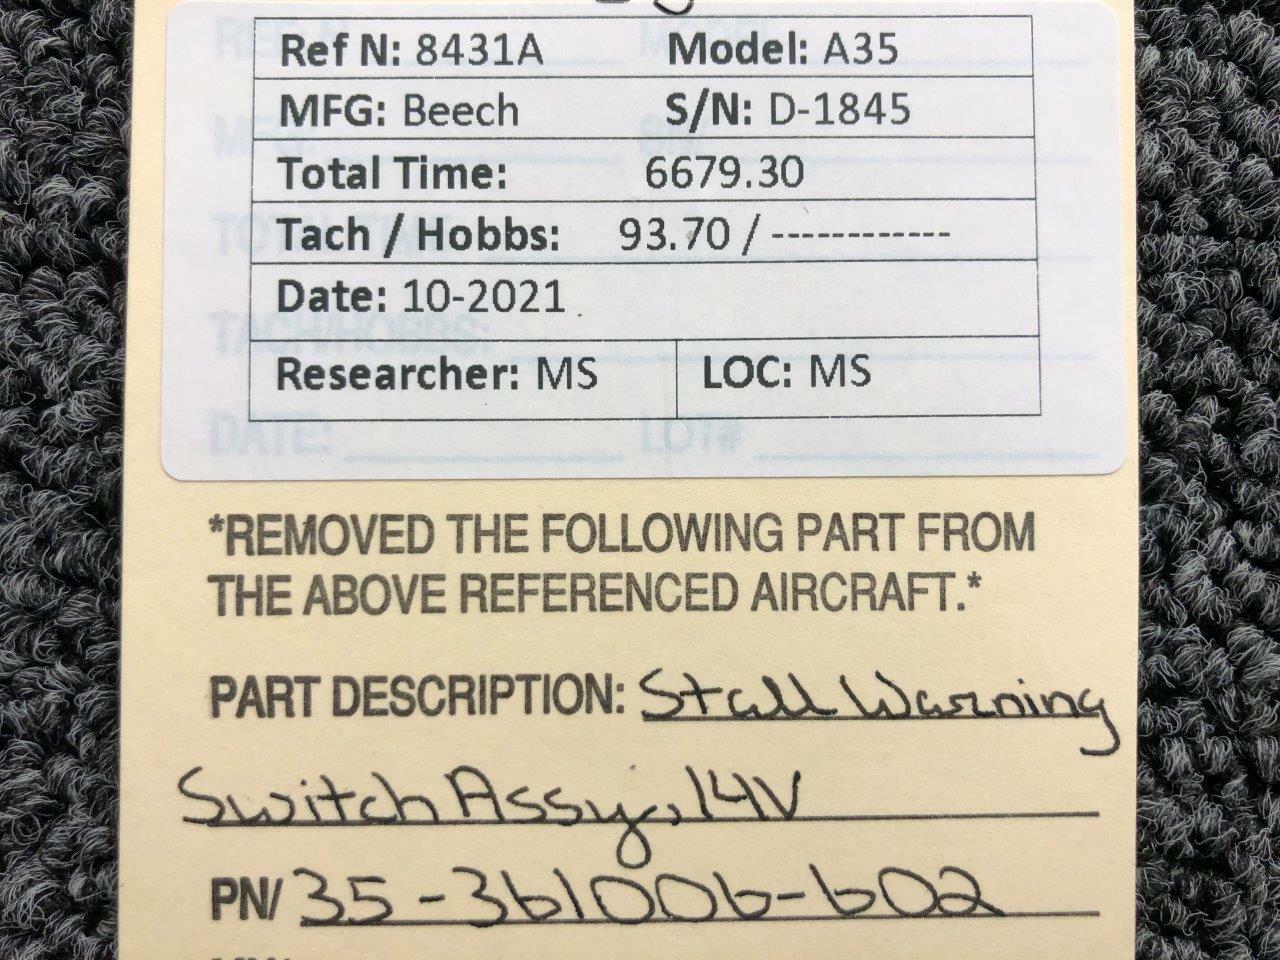 Ref N: 8431A Model: A35
MFG: Beech S/N: D-1845
Total Time: 6679.30
Tach / Hobbs: 93.70 / ------------
Date: 10-2021
Researcher: MS LOC: MS
*REMOVED THE FOLLOWING PART FROM
THE ABOVE REFERENCED AIRCRAFT.*
PART DESCRIPTION: Stall Warning
Switch Assy, 14V
PN/ 35-361006-602